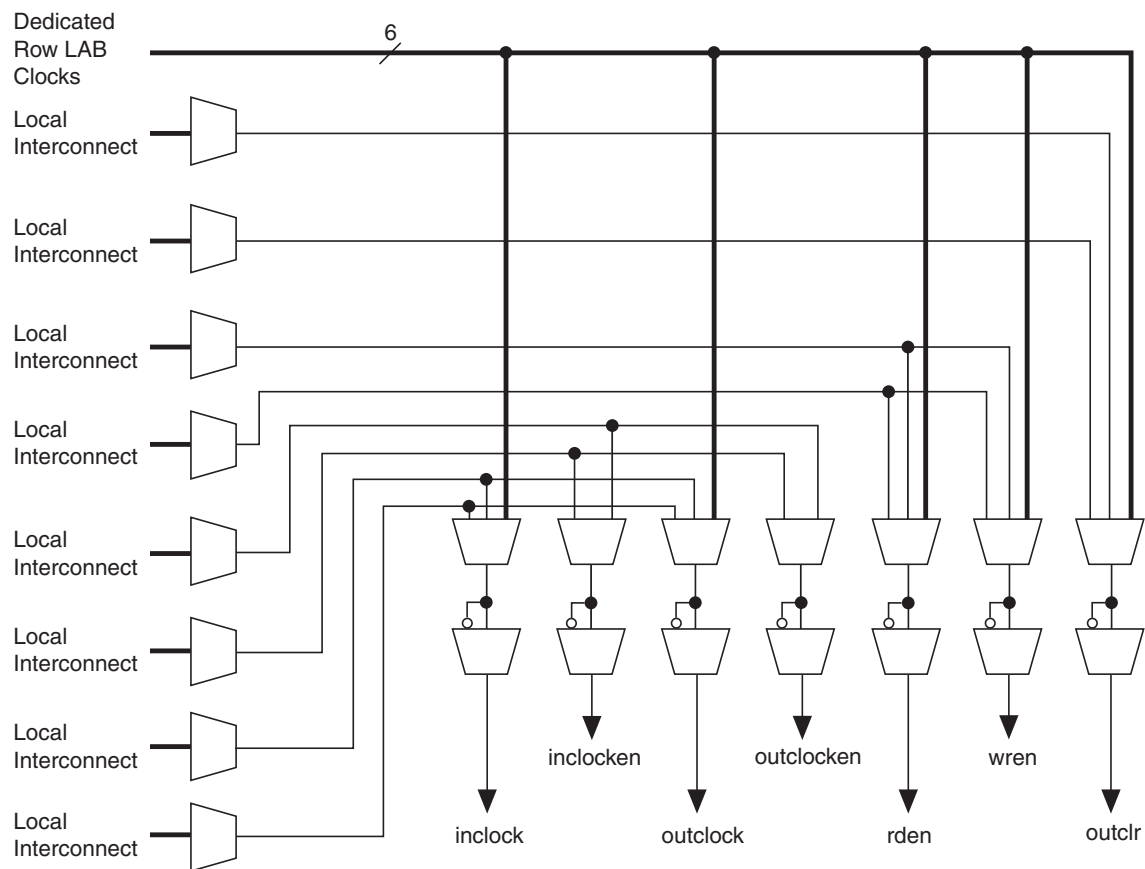 Dedicated
Row LAB
Clocks
6
Local
Interconnect
Local
Interconnect
Local
Interconnect
Local
Interconnect
Local
Interconnect
Local
Interconnect
Local
Interconnect
Local
Interconnect
inclocken
outclocken
wren
inclock
outclock
rden
outclr